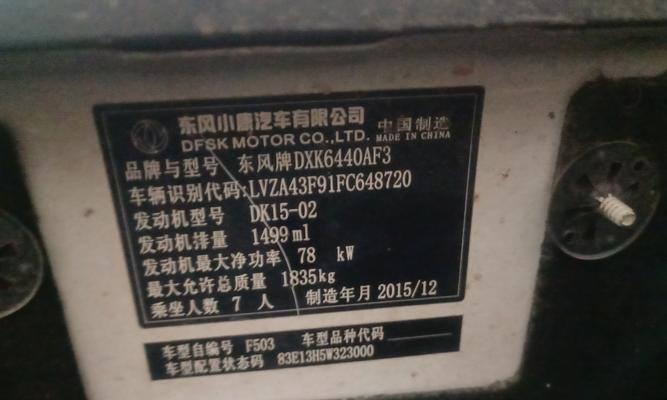 东风小康汽车有限公司
DFSK MOTOR CO.,LTD.
中国制造
MADE IN CHINA
品牌与型号 东风牌DXK6440AF3
车辆识别代码:LVZA43F91FC648720
发动机型号 DK15-02
发动机排量 1499ml
发动机最大净功率 78 kW
最大允许总质量 1835kg
乘坐人数 7 人 制造年月 2015/12
车型自编号 F503 车型品种代码
车型配置状态码 83E13H5W323000